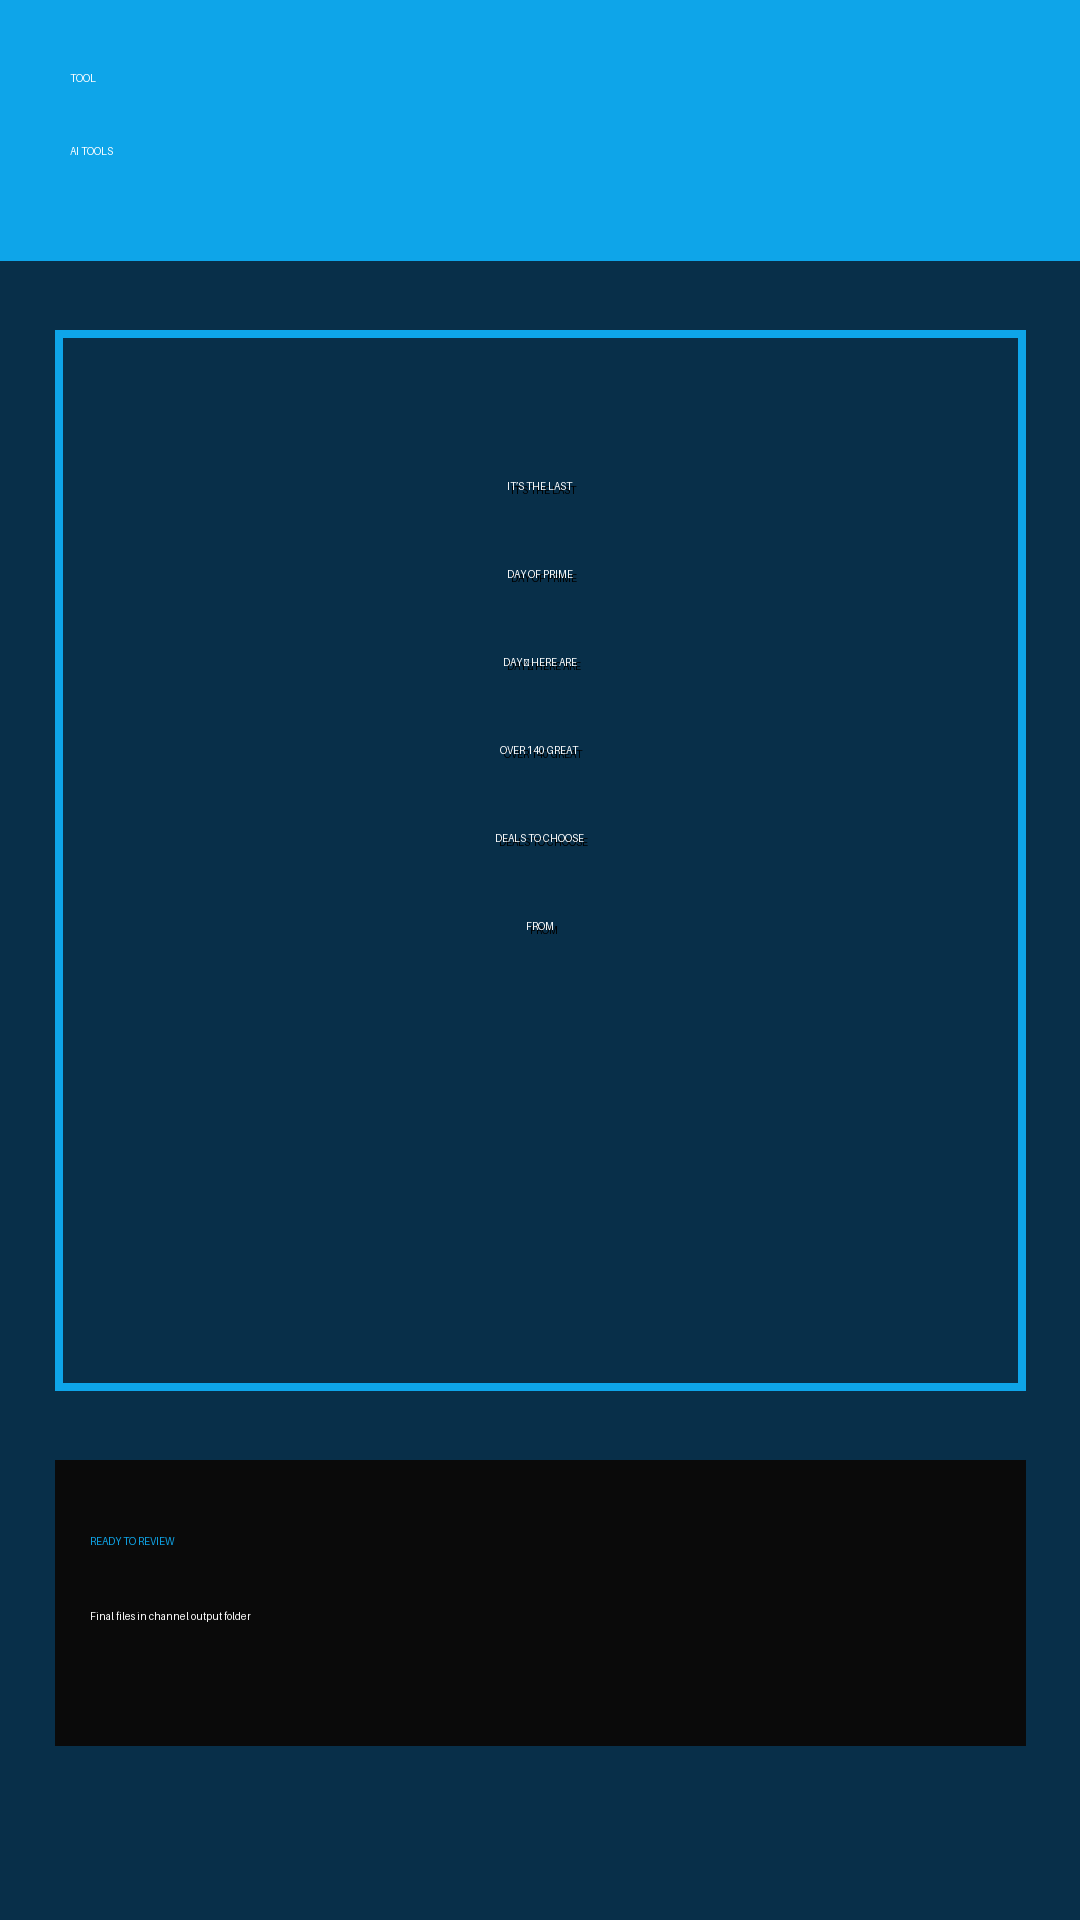 TOOL
AI TOOLS
IT'S THE LAST
DAY OF PRIME
DAY▯HERE ARE
OVER 140 GREAT
DEALS TO CHOOSE
FROM
READY TO REVIEW
Final files in channel output folder